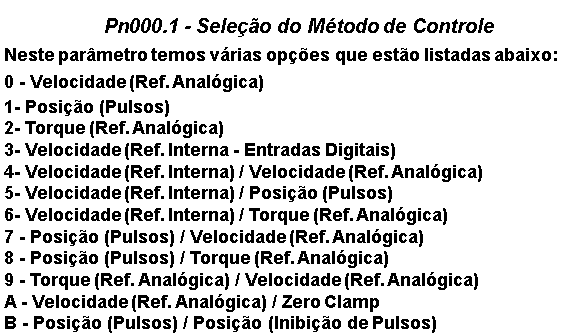 Pn000.1 - Seleção do Método de Controle
Neste parâmetro temos várias opções que estão listadas abaixo:
0 - Velocidade (Ref. Analógica)
1- Posição (Pulsos)
2- Torque (Ref. Analógica)
3- Velocidade (Ref. Interna - Entradas Digitais)
4- Velocidade (Ref. Interna) / Velocidade (Ref. Analógica)
5- Velocidade (Ref. Interna) / Posição (Pulsos)
6- Velocidade (Ref. Interna) / Torque (Ref. Analógica)
7 - Posição (Pulsos) / Velocidade (Ref. Analógica)
8 - Posição (Pulsos) / Torque (Ref. Analógica)
9 - Torque (Ref. Analógica) / Velocidade (Ref. Analógica)
A - Velocidade (Ref. Analógica) / Zero Clamp
B - Posição (Pulsos) / Posição (Inibição de Pulsos)